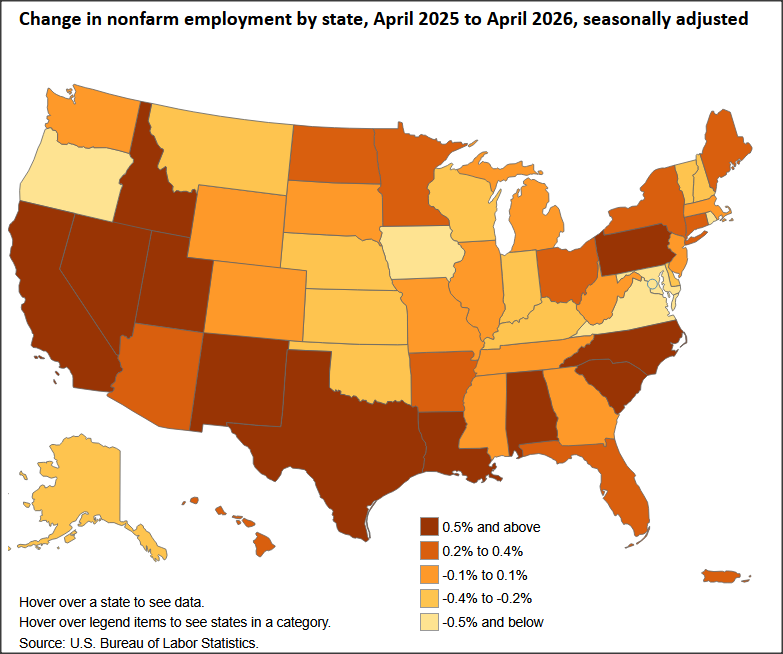 Change in nonfarm employment by state, April 2025 to April 2026, seasonally adjusted
0.5% and above
0.2% to 0.4%
-0.1% to 0.1%
-0.4% to -0.2%
-0.5% and below
Hover over a state to see data.
Hover over legend items to see states in a category.
Source: U.S. Bureau of Labor Statistics.